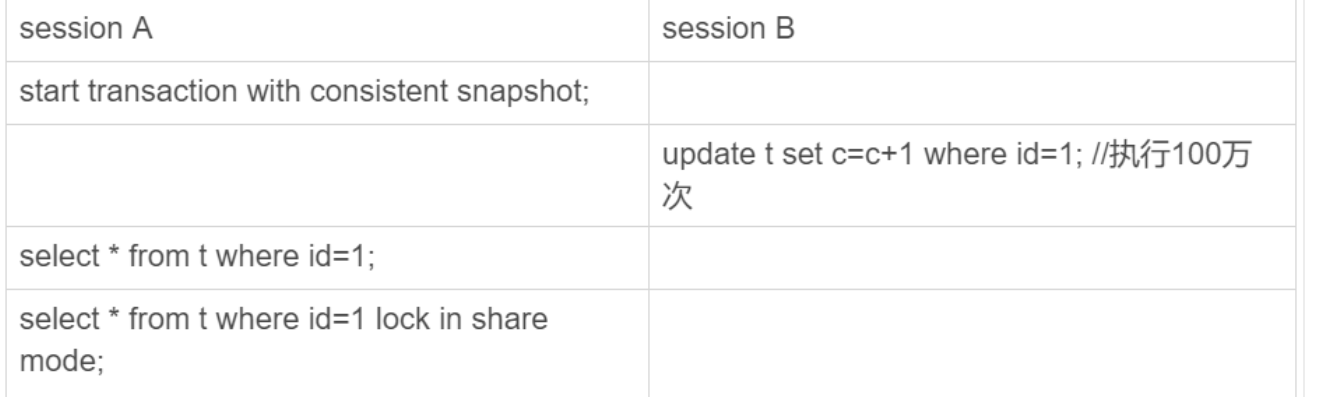 session A
session B
start transaction with consistent snapshot;
update t set c=c+1 where id=1; //执行100万
次
select * from t where id=1;
select * from t where id=1 lock in share
mode;